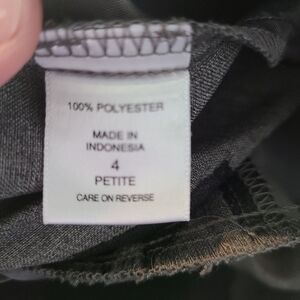 100% POLYESTER
MADE IN
INDONESIA
4
PETITE
CARE ON REVERSE